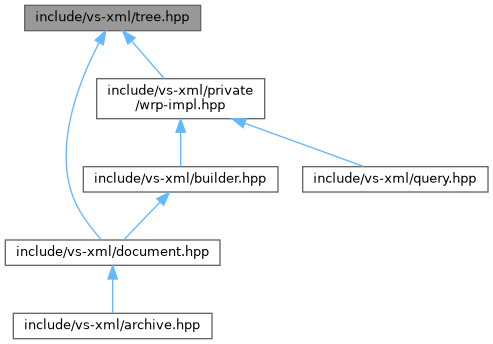 include/vs-xml/tree.hpp
include/vs-xml/private
/wrp-impl.hpp
include/vs-xml/builder.hpp
include/vs-xml/query.hpp
include/vs-xml/document.hpp
include/vs-xml/archive.hpp